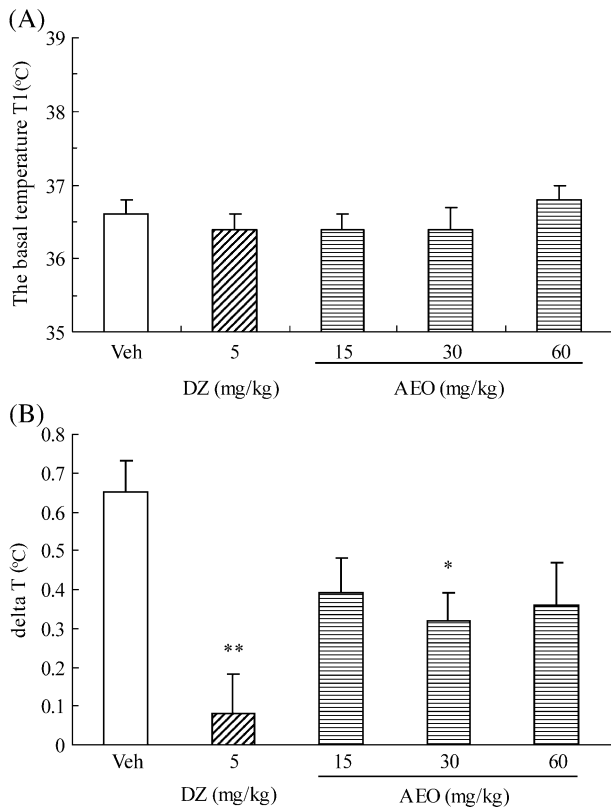 (A)
The basal temperature T1(°C)
39
38
37
36
35
Veh 5 15 30 60
DZ (mg/kg) AEO (mg/kg)
(B)
delta T (°C)
0.8
0.7
0.6
0.5
0.4
0.3
0.2
0.1
0
**
*
Veh 5 15 30 60
DZ (mg/kg) AEO (mg/kg)